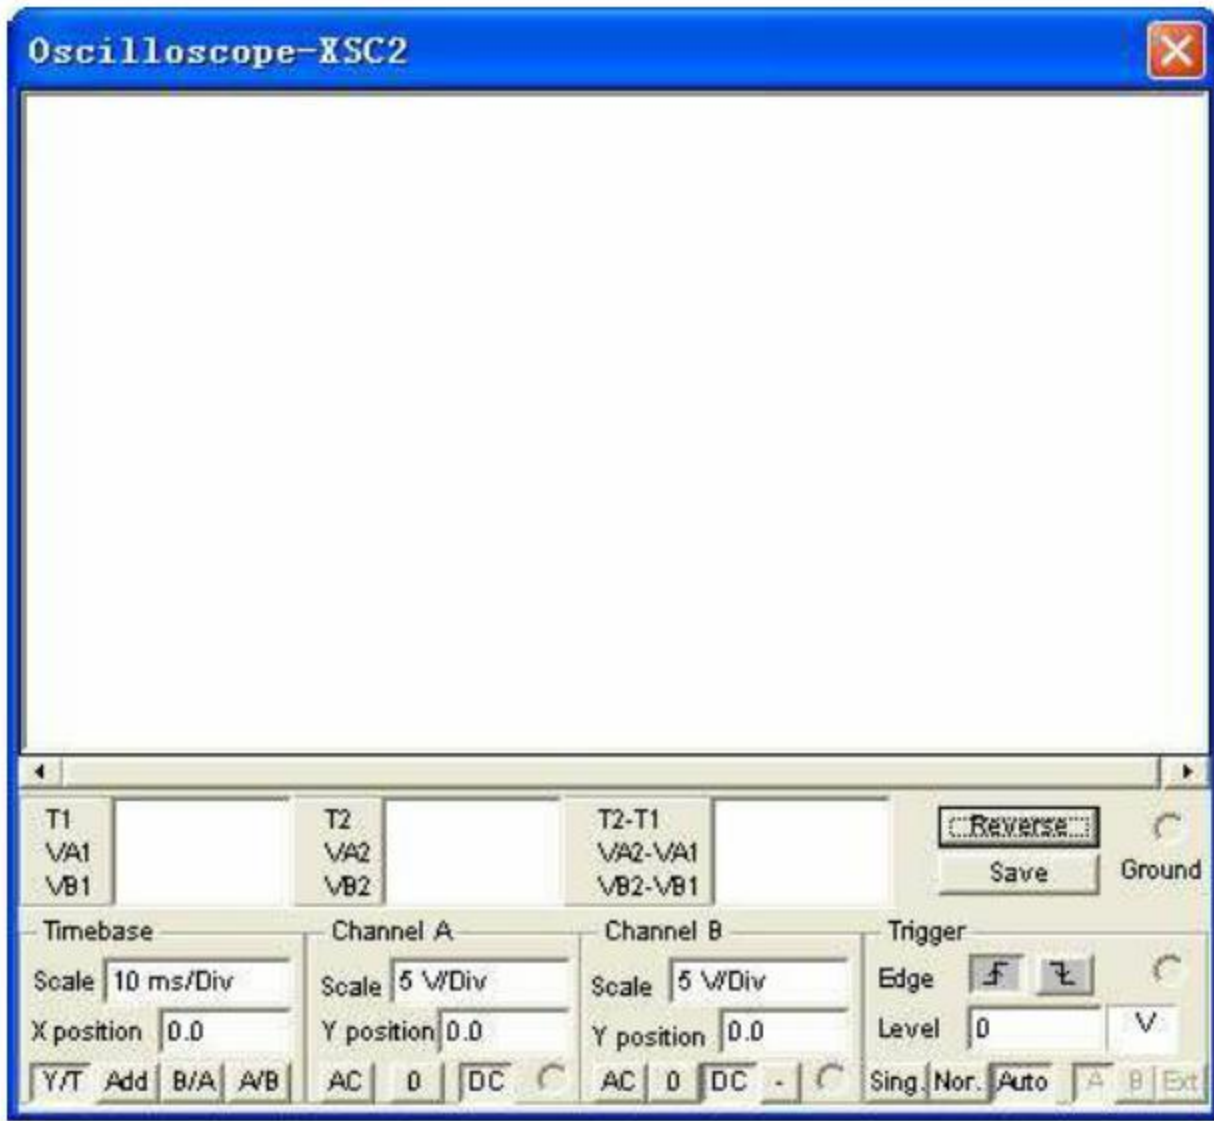 Oscilloscope-XSC2
T1
VA1
VB1
T2
VA2
VB2
T2-T1
VA2-VA1
VB2-VB1
Reverse
Save
Ground
Timebase
Scale 10 ms/Div
X position 0.0
Y/T Add B/A A/B
Channel A
Scale 5 V/Div
Y position 0.0
AC 0 DC
Channel B
Scale 5 V/Div
Y position 0.0
AC 0 DC -
Trigger
Edge
Level 0 V
Sing. Nor. Auto A B Ext